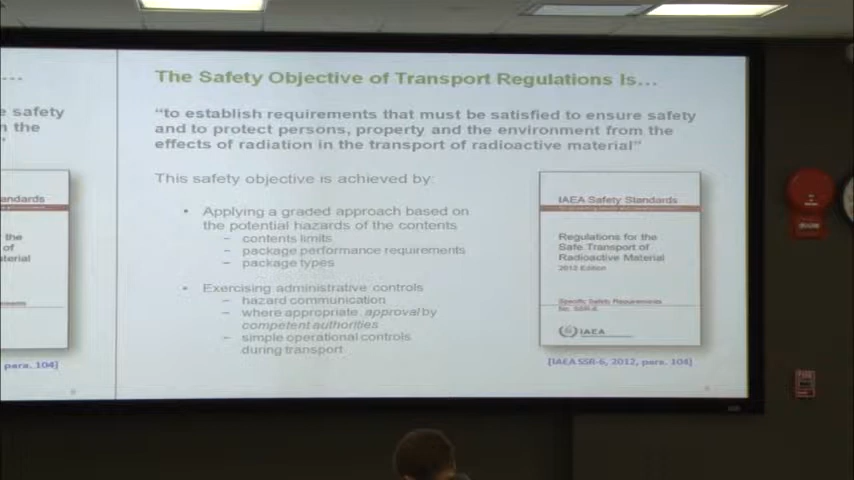 ...
e safety
n the
"
andards
the
of
terial
para. 104]
The Safety Objective of Transport Regulations Is...
"to establish requirements that must be satisfied to ensure safety
and to protect persons, property and the environment from the
effects of radiation in the transport of radioactive material"
This safety objective is achieved by:
• Applying a graded approach based on
the potential hazards of the contents
– contents limits
– package performance requirements
– package types
• Exercising administrative controls
– hazard communication
– where appropriate, approval by
competent authorities
– simple operational controls
during transport
IAEA Safety Standards
Regulations for the
Safe Transport of
Radioactive Material
2012 Edition
Specific Safety Requirements
No. SSR-6
IAEA
[IAEA SSR-6, 2012, para. 104]